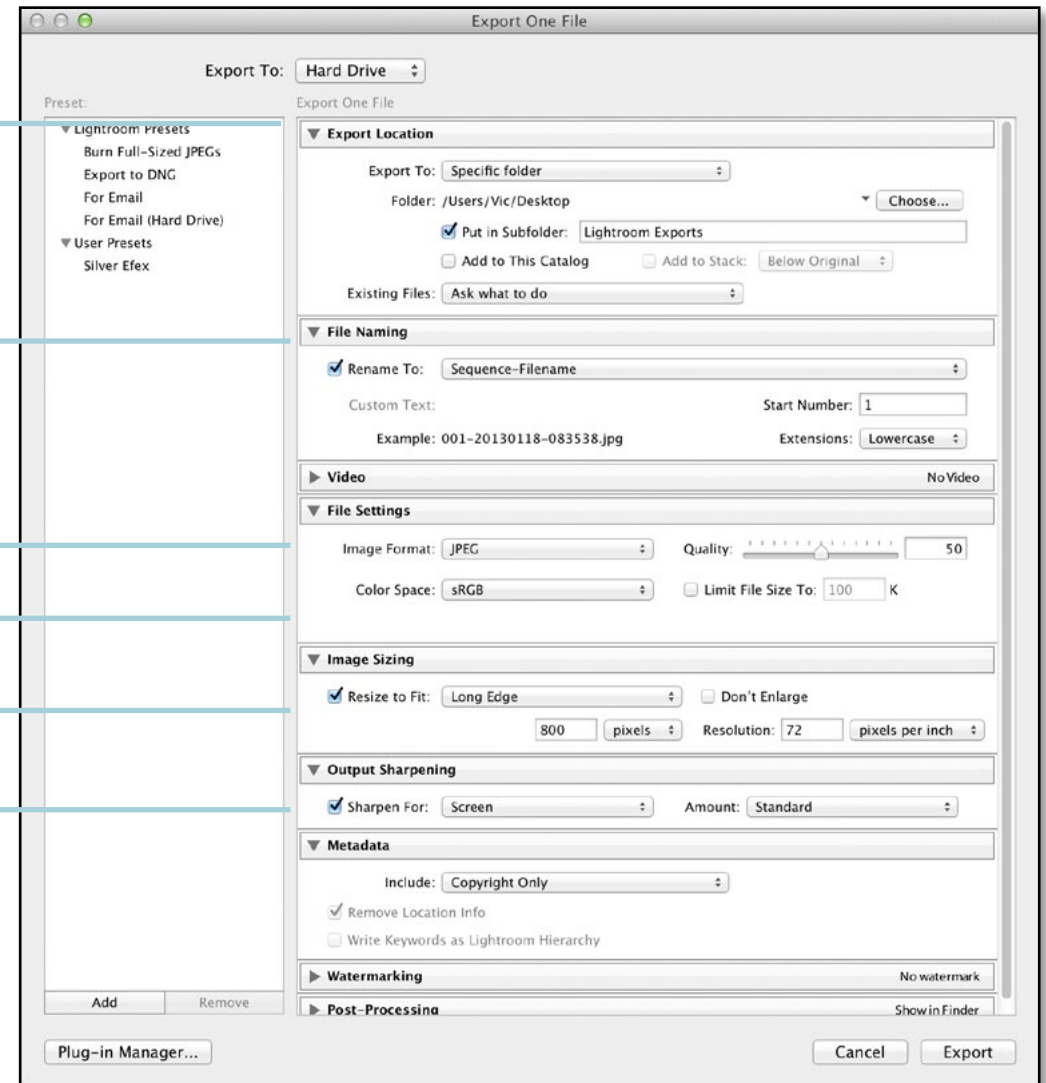 Export One File
Export To: Hard Drive
Preset:
Export One File
Lightroom Presets
Burn Full-Sized JPEGs
Export to DNG
For Email
For Email (Hard Drive)
User Presets
Silver Efex
Export Location
Export To: Specific folder
Folder: /Users/Vic/Desktop Choose...
Put in Subfolder: Lightroom Exports
Add to This Catalog Add to Stack: Below Original
Existing Files: Ask what to do
File Naming
Rename To: Sequence-Filename
Custom Text: Start Number: 1
Example: 001-20130118-083538.jpg Extensions: Lowercase
Video No Video
File Settings
Image Format: JPEG Quality: 50
Color Space: sRGB Limit File Size To: 100 K
Image Sizing
Resize to Fit: Long Edge Don't Enlarge
800 pixels Resolution: 72 pixels per inch
Output Sharpening
Sharpen For: Screen Amount: Standard
Metadata
Include: Copyright Only
Remove Location Info
Write Keywords as Lightroom Hierarchy
Watermarking No watermark
Post-Processing Show in Finder
Add Remove
Plug-in Manager... Cancel Export